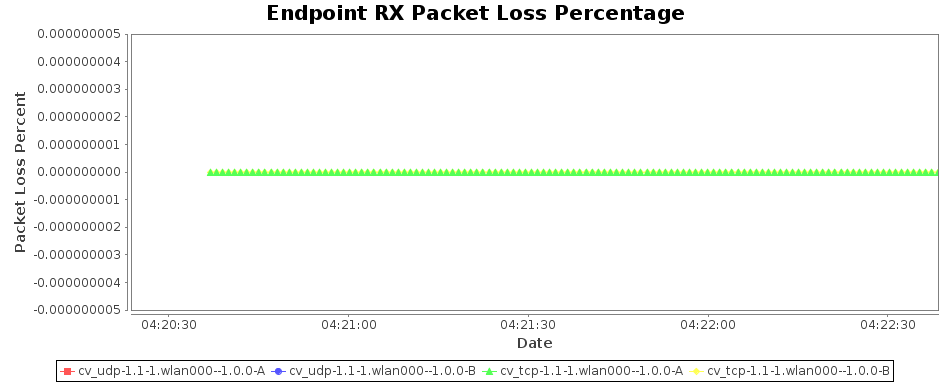 Endpoint RX Packet Loss Percentage
Packet Loss Percent
0.000000005
0.000000004
0.000000003
0.000000002
0.000000001
0.000000000
-0.000000001
-0.000000002
-0.000000003
-0.000000004
-0.000000005
04:20:30 04:21:00 04:21:30 04:22:00 04:22:30
Date
cv_udp-1.1-1.wlan000--1.0.0-A cv_udp-1.1-1.wlan000--1.0.0-B cv_tcp-1.1-1.wlan000--1.0.0-A cv_tcp-1.1-1.wlan000--1.0.0-B